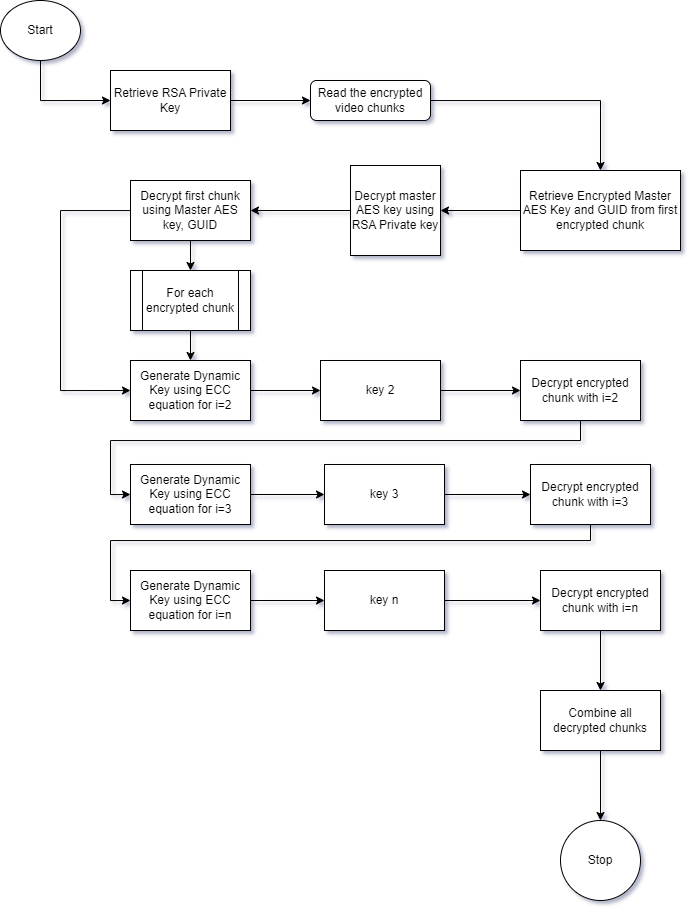 Start
Retrieve RSA Private
Key
Read the encrypted
video chunks
Retrieve Encrypted Master
AES Key and GUID from first
encrypted chunk
Decrypt master
AES key using
RSA Private key
Decrypt first chunk
using Master AES
key, GUID
For each
encrypted chunk
Generate Dynamic
Key using ECC
equation for i=2
key 2
Decrypt encrypted
chunk with i=2
Generate Dynamic
Key using ECC
equation for i=3
key 3
Decrypt encrypted
chunk with i=3
Generate Dynamic
Key using ECC
equation for i=n
key n
Decrypt encrypted
chunk with i=n
Combine all
decrypted chunks
Stop